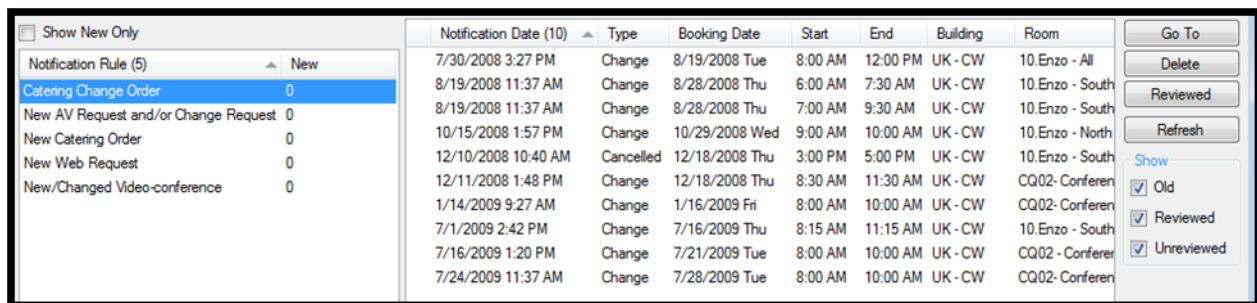 Show New Only
Notification Rule (5) New
Catering Change Order 0
New AV Request and/or Change Request 0
New Catering Order 0
New Web Request 0
New/Changed Video-conference 0
Notification Date (10) Type Booking Date Start End Building Room
7/30/2008 3:27 PM Change 8/19/2008 Tue 8:00 AM 12:00 PM UK - CW 10.Enzo - All
8/19/2008 11:37 AM Change 8/28/2008 Thu 6:00 AM 7:30 AM UK - CW 10.Enzo - South
8/19/2008 11:37 AM Change 8/28/2008 Thu 7:00 AM 9:30 AM UK - CW 10.Enzo - South
10/15/2008 1:57 PM Change 10/29/2008 Wed 9:00 AM 10:00 AM UK - CW 10.Enzo - North
12/10/2008 10:40 AM Cancelled 12/18/2008 Thu 3:00 PM 5:00 PM UK - CW 10.Enzo - South
12/11/2008 1:48 PM Change 12/18/2008 Thu 8:30 AM 11:30 AM UK - CW CQ02- Conferen
1/14/2009 9:27 AM Change 1/16/2009 Fri 8:00 AM 10:00 AM UK - CW CQ02- Conferen
7/1/2009 2:42 PM Change 7/16/2009 Thu 8:15 AM 11:15 AM UK - CW 10.Enzo - South
7/16/2009 1:20 PM Change 7/21/2009 Tue 8:00 AM 10:00 AM UK - CW CQ02 - Conferer
7/24/2009 11:37 AM Change 7/28/2009 Tue 8:00 AM 10:00 AM UK - CW CQ02- Conferen
Go To
Delete
Reviewed
Refresh
Show
Old
Reviewed
Unreviewed